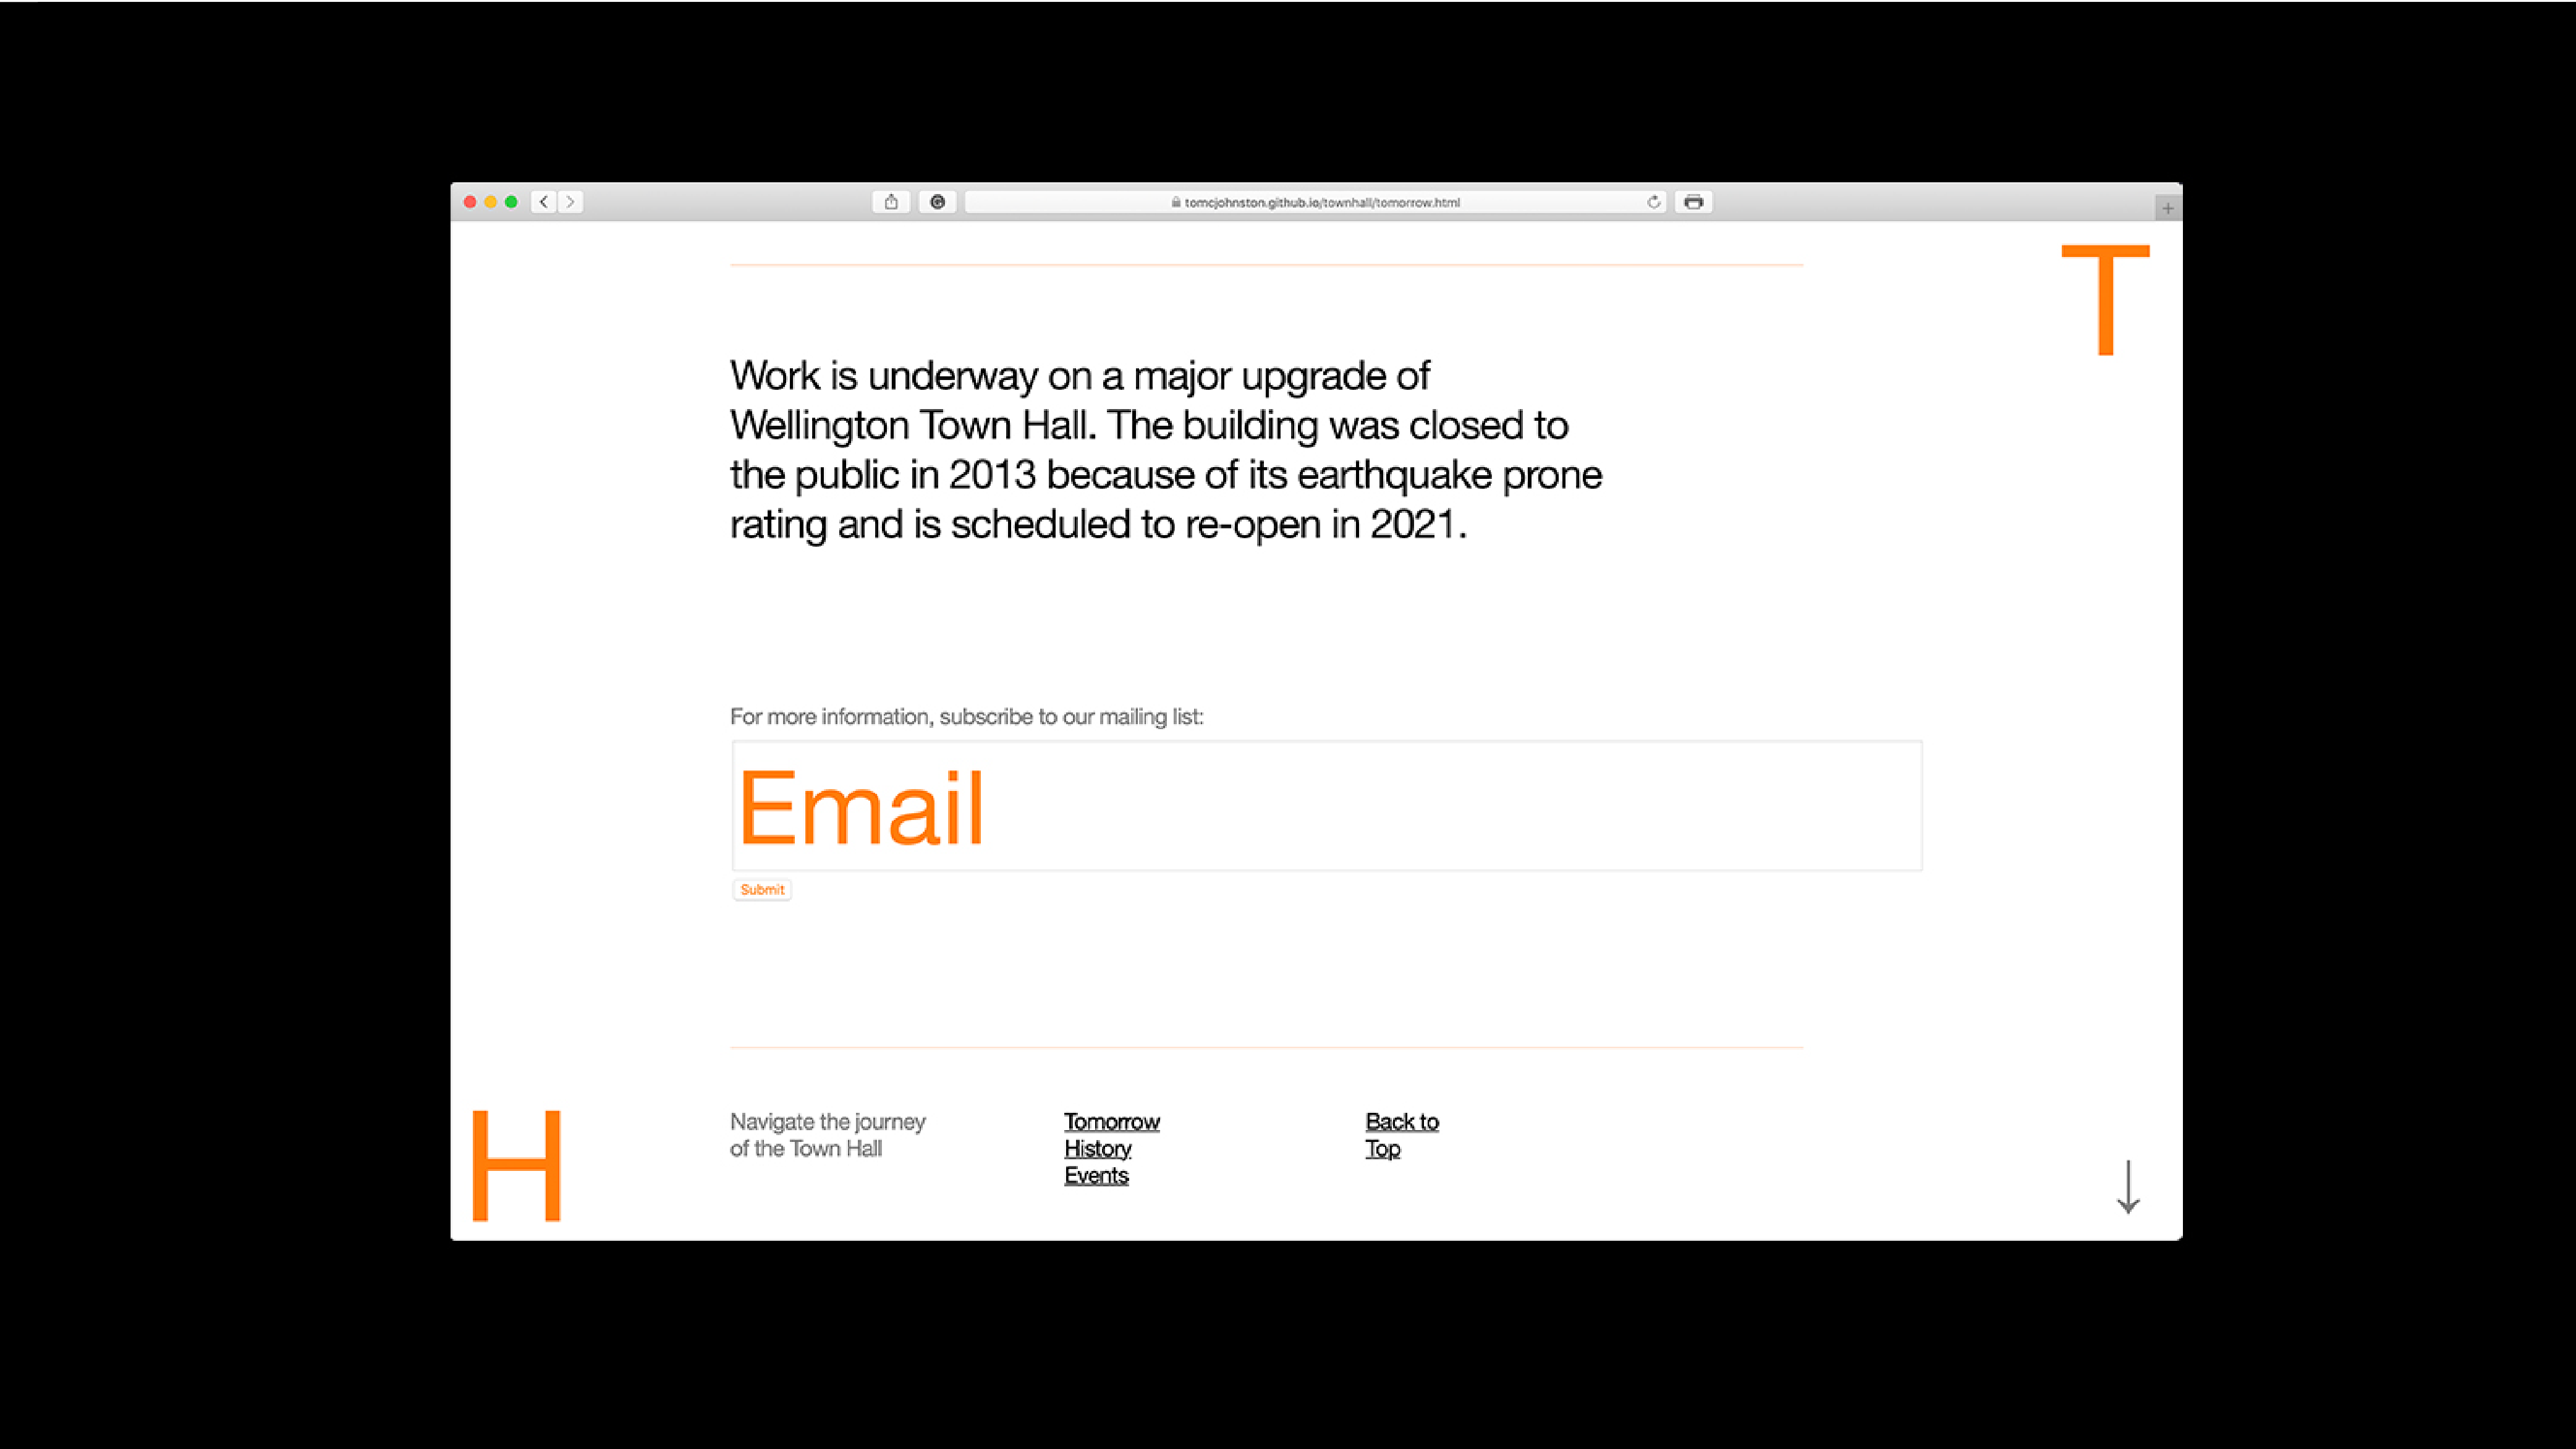 tomcjohnston.github.io/townhall/tomorrow.html
T
Work is underway on a major upgrade of
Wellington Town Hall. The building was closed to
the public in 2013 because of its earthquake prone
rating and is scheduled to re-open in 2021.
For more information, subscribe to our mailing list:
Email
Submit
H
Navigate the journey
of the Town Hall
Tomorrow
History
Events
Back to
Top